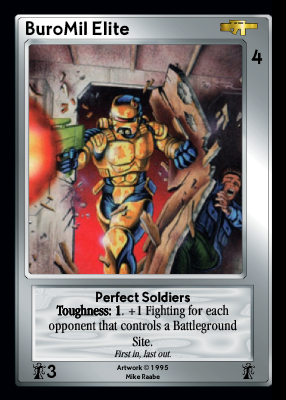 BuroMil Elite
4
Perfect Soldiers
Toughness: 1. +1 Fighting for each
opponent that controls a Battleground
Site.
First in, last out.
3
Artwork © 1995
Mike Raabe